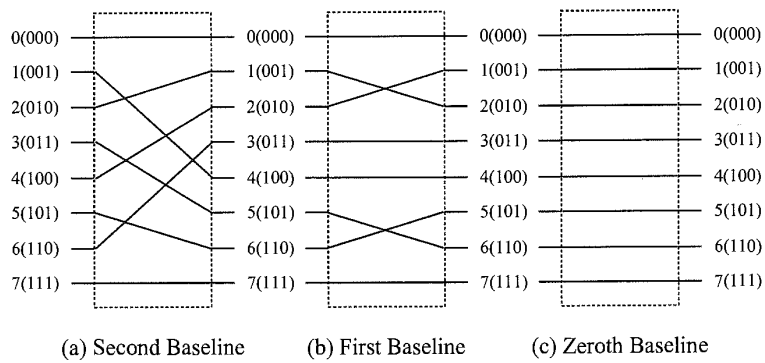 0(000) 0(000) 0(000) 0(000)
1(001) 1(001) 1(001) 1(001)
2(010) 2(010) 2(010) 2(010)
3(011) 3(011) 3(011) 3(011)
4(100) 4(100) 4(100) 4(100)
5(101) 5(101) 5(101) 5(101)
6(110) 6(110) 6(110) 6(110)
7(111) 7(111) 7(111) 7(111)
(a) Second Baseline (b) First Baseline (c) Zeroth Baseline